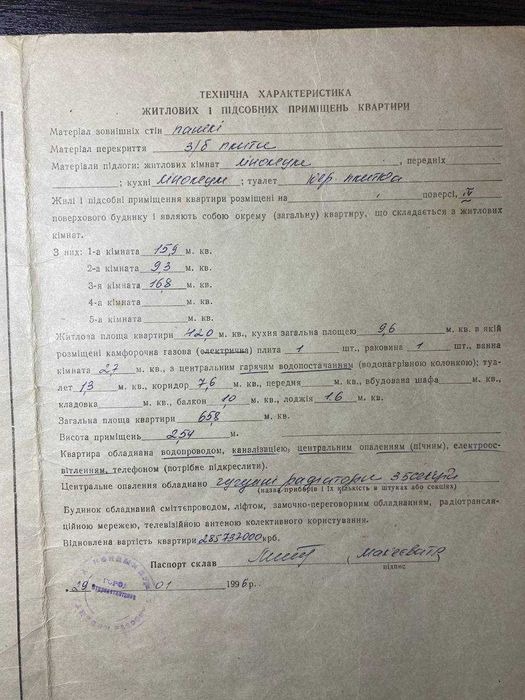 ТЕХНІЧНА ХАРАКТЕРИСТИКА
ЖИТЛОВИХ І ПІДСОБНИХ ПРИМІЩЕНЬ КВАРТИРИ
Матеріал зовнішніх стін панелі
Матеріал перекриття з/б плити
Матеріали підлоги: житлових кімнат лінолеум, передніх
; кухні лінолеум; туалет кер плитка
Жилі і підсобні приміщення квартири розміщені на поверсі, IV
поверхового будинку і являють собою окрему (загальну) квартиру, що складається з житлових
кімнат.
З них: 1-а кімната 15,9 м. кв.
2-а кімната 9,3 м. кв.
3-я кімната 16,8 м. кв.
4-а кімната м. кв.
5-а кімната м. кв.
Житлова площа квартири 42,0 м. кв., кухня загальна площею 9,6 м. кв. в якій
розміщені камфорочна газова (електрична) плита 1 шт., раковина 1 шт., ванна
кімната 2,7 м. кв., з центральним гарячим водопостачанням (водонагрівною колонкою); туа-
лет 1,3 м. кв., коридор 7,6 м. кв., передня м. кв., вбудована шафа м. кв.,
кладовка м. кв., балкон 1,0 м. кв., лоджія 1,6 м. кв.
Загальна площа квартири 65,8 м. кв.
Висота приміщень 2,54 м.
Квартира обладнана водопроводом, каналізацією, центральним опаленням (пічним), електроос-
вітленням, телефоном (потрібне підкреслити).
Центральне опалення обладнано чугунні радіатори 35 секцій
(назва приборів і їх кількість в штуках або секціях)
Будинок обладнаний сміттєпроводом, ліфтом, замочно-переговорним обладнанням, радіотрансля-
ційною мережею, телевізійною антеною колективного користування.
Відновлена вартість квартири 285732000 крб.
Паспорт склав
підпис
29 01 1996 р.